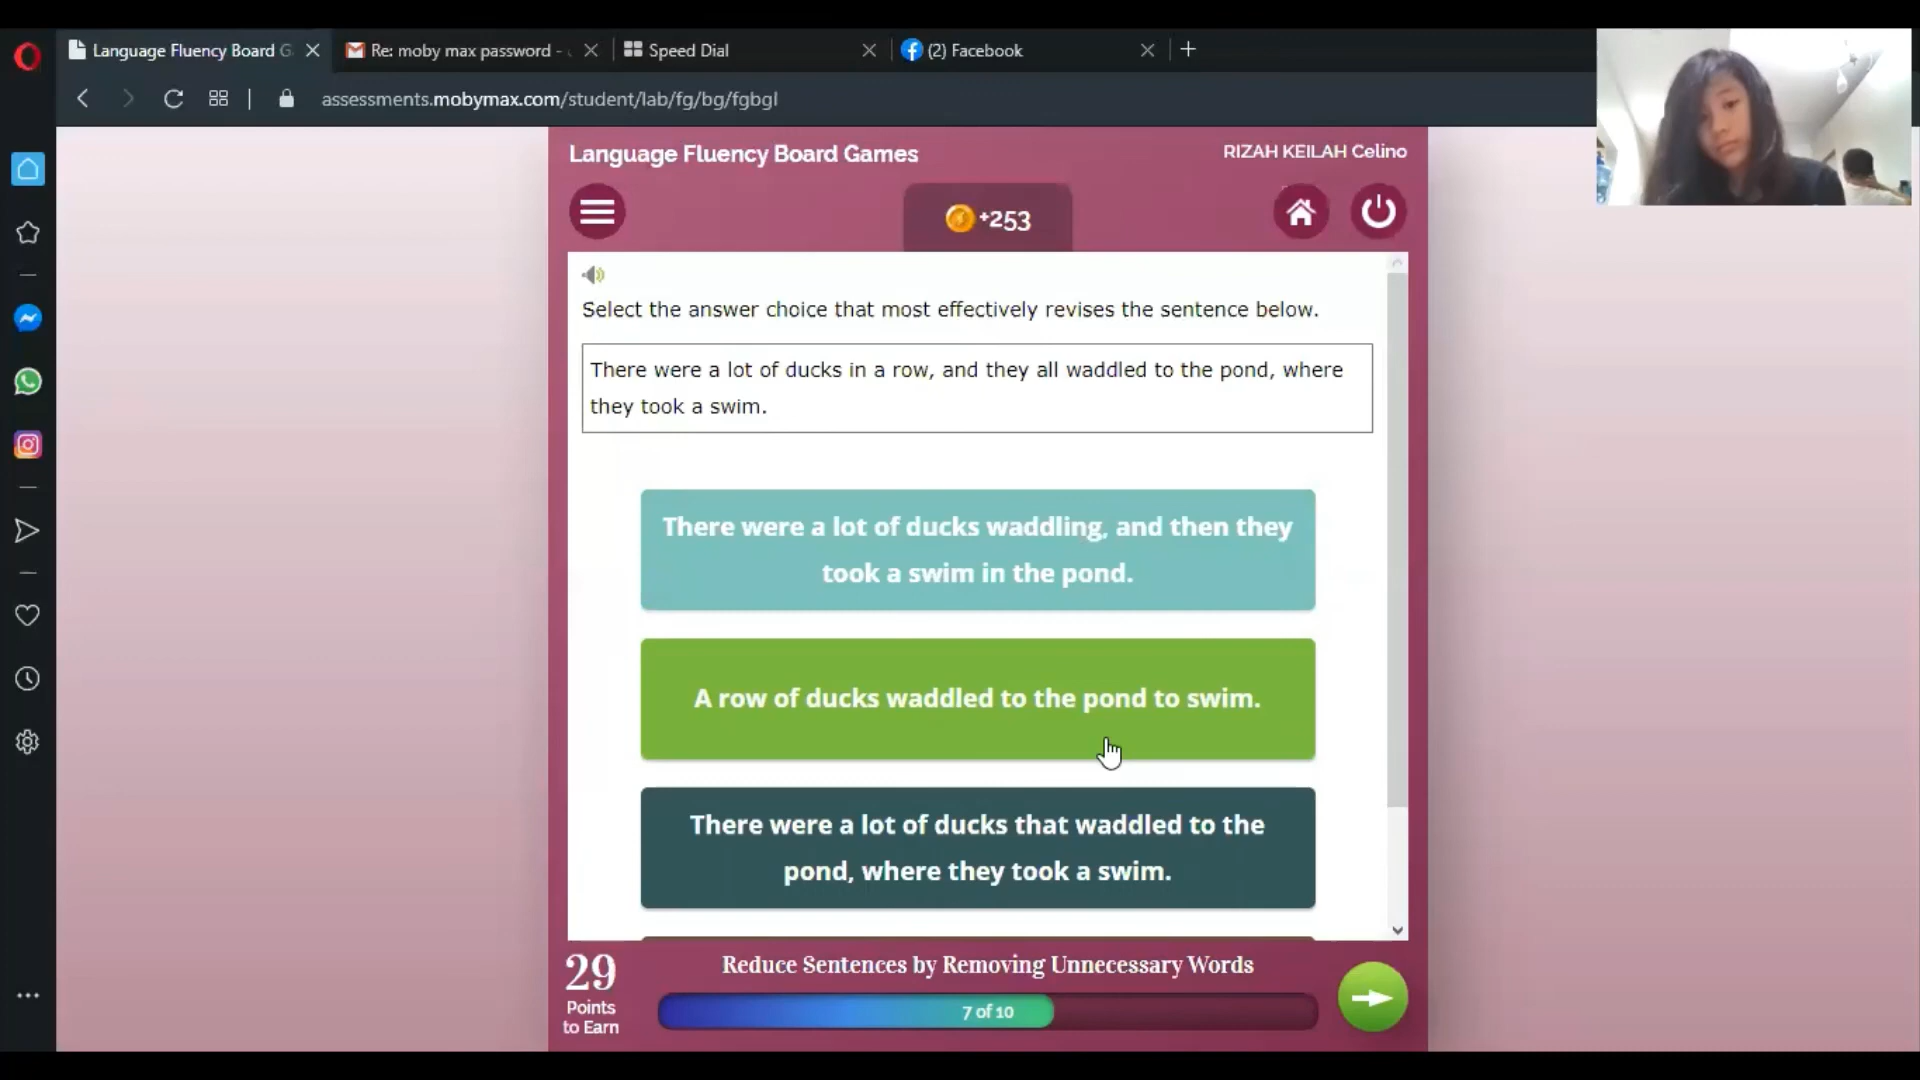 Language Fluency Board G
Re: moby max password -
Speed Dial
(2) Facebook
assessments.mobymax.com/student/lab/fg/bg/fgbgl
Language Fluency Board Games
RIZAH KEILAH Celino
+253
Select the answer choice that most effectively revises the sentence below.
There were a lot of ducks in a row, and they all waddled to the pond, where
they took a swim.
There were a lot of ducks waddling, and then they
took a swim in the pond.
A row of ducks waddled to the pond to swim.
There were a lot of ducks that waddled to the
pond, where they took a swim.
29
Points
to Earn
Reduce Sentences by Removing Unnecessary Words
7 of 10